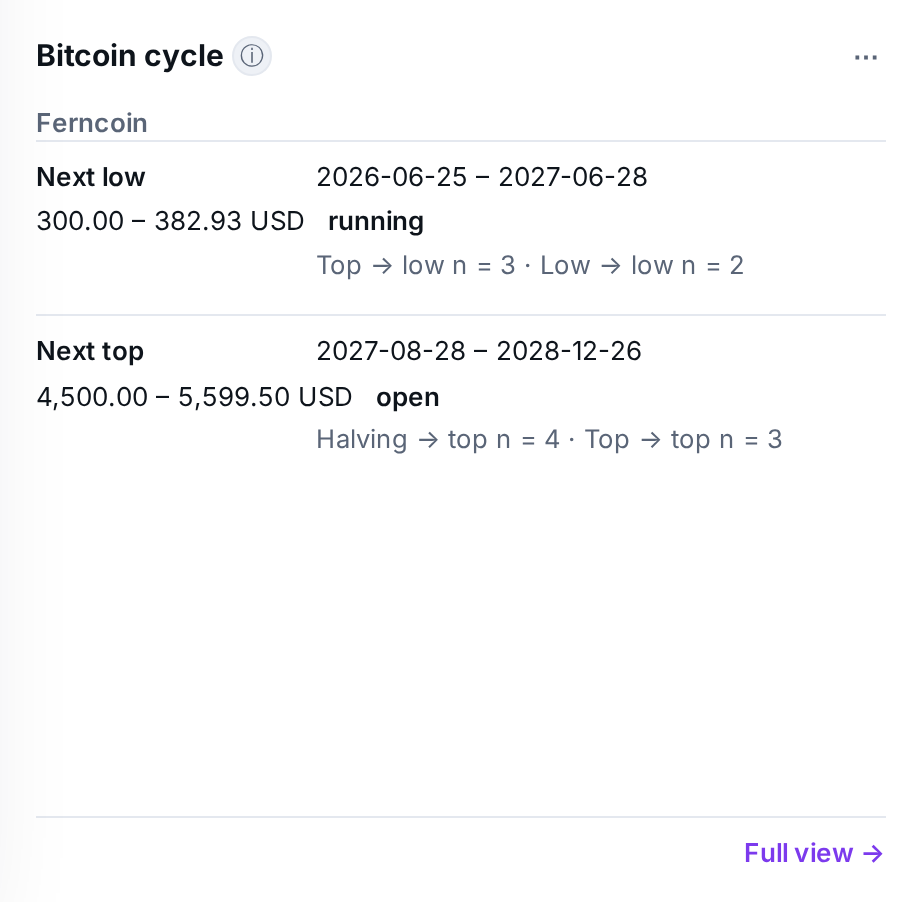 Bitcoin cycle ⓘ ...
Ferncoin
Next low 2026-06-25 – 2027-06-28
300.00 – 382.93 USD running
Top → low n = 3 · Low → low n = 2
Next top 2027-08-28 – 2028-12-26
4,500.00 – 5,599.50 USD open
Halving → top n = 4 · Top → top n = 3
Full view →